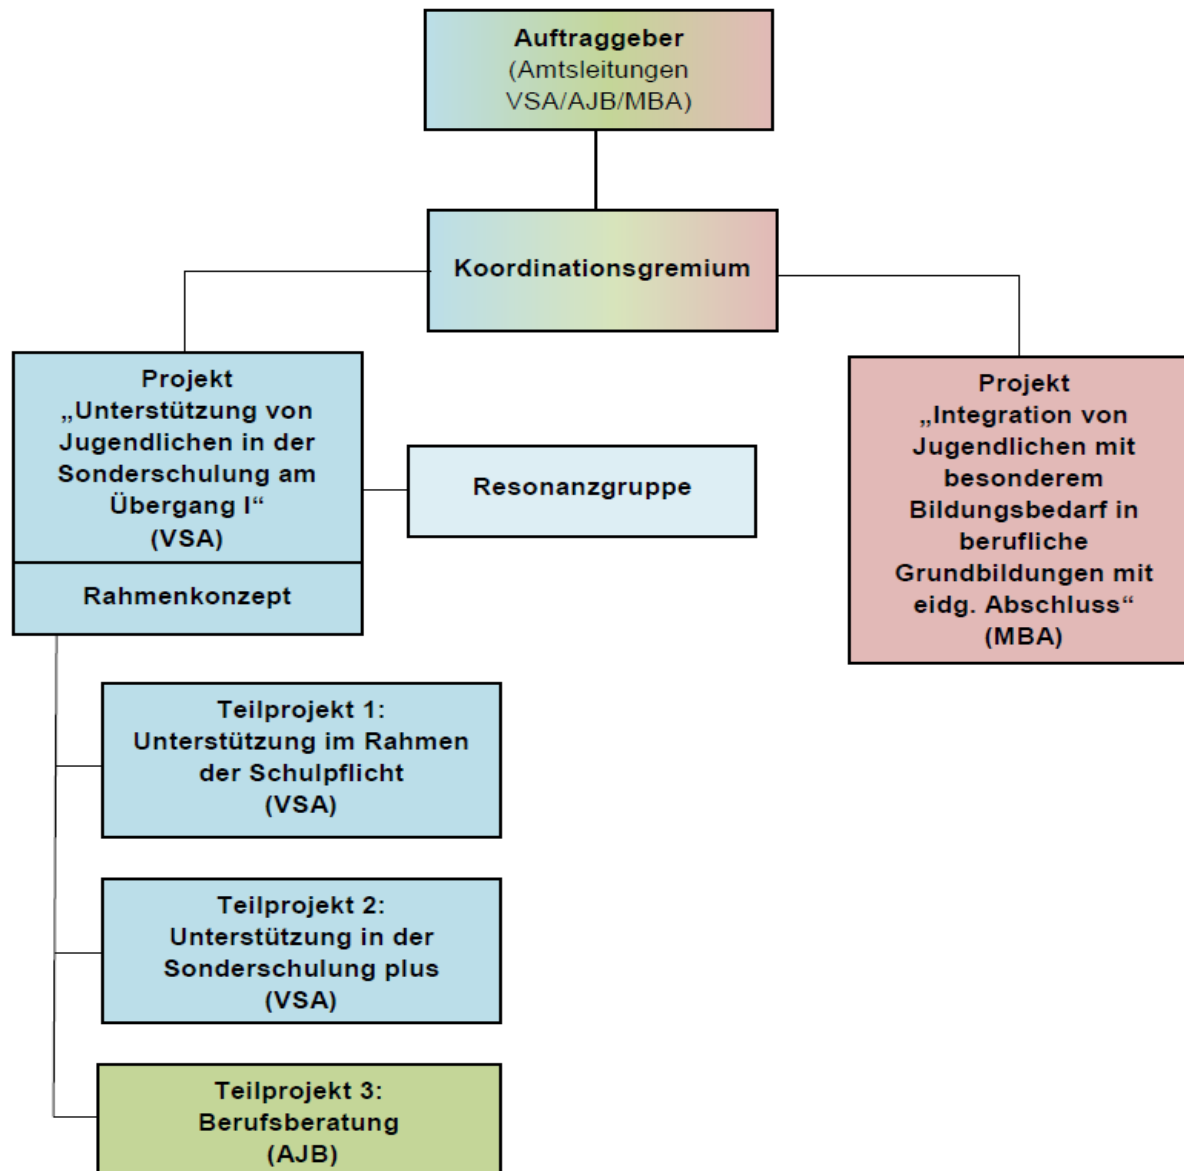 Auftraggeber
(Amtsleitungen
VSA/AJB/MBA)
Koordinationsgremium
Projekt
„Unterstützung von
Jugendlichen in der
Sonderschulung am
Übergang I“
(VSA)
Rahmenkonzept
Resonanzgruppe
Projekt
„Integration von
Jugendlichen mit
besonderem
Bildungsbedarf in
berufliche
Grundbildungen mit
eidg. Abschluss“
(MBA)
Teilprojekt 1:
Unterstützung im Rahmen
der Schulpflicht
(VSA)
Teilprojekt 2:
Unterstützung in der
Sonderschulung plus
(VSA)
Teilprojekt 3:
Berufsberatung
(AJB)